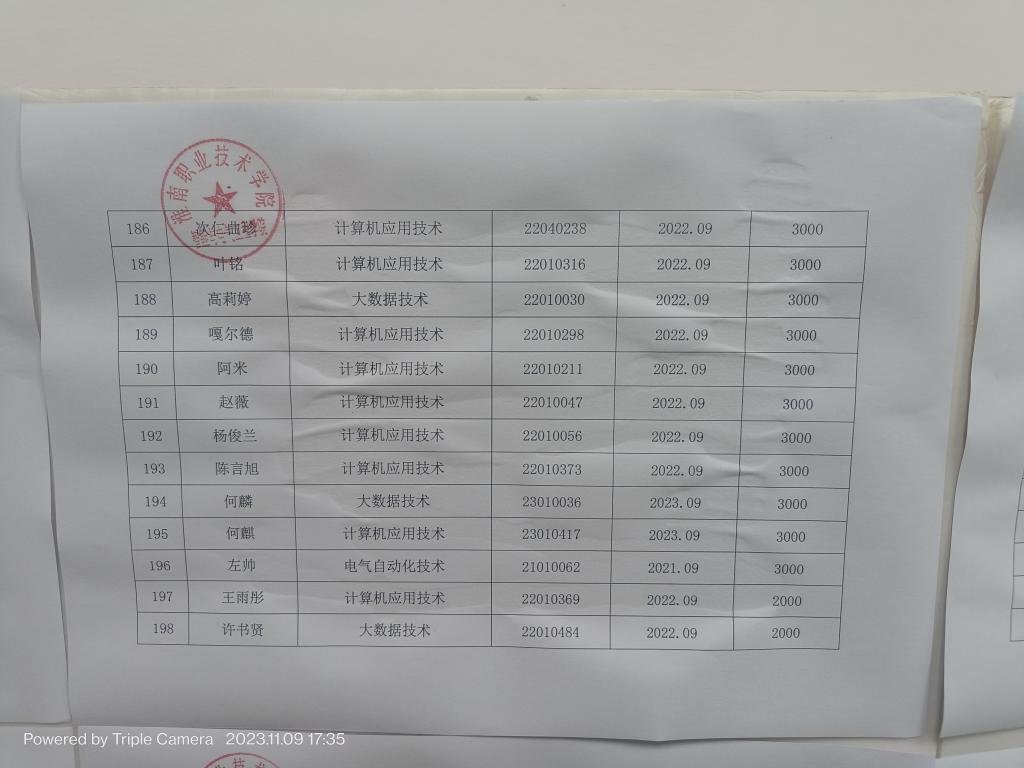 淮南职业技术学院
186 次仁曲珍 计算机应用技术 22040238 2022.09 3000
187 叶铭 计算机应用技术 22010316 2022.09 3000
188 高莉婷 大数据技术 22010030 2022.09 3000
189 嘎尔德 计算机应用技术 22010298 2022.09 3000
190 阿米 计算机应用技术 22010211 2022.09 3000
191 赵薇 计算机应用技术 22010047 2022.09 3000
192 杨俊兰 计算机应用技术 22010056 2022.09 3000
193 陈言旭 计算机应用技术 22010373 2022.09 3000
194 何麟 大数据技术 23010036 2023.09 3000
195 何麒 计算机应用技术 23010417 2023.09 3000
196 左帅 电气自动化技术 21010062 2021.09 3000
197 王雨彤 计算机应用技术 22010369 2022.09 2000
198 许书贤 大数据技术 22010484 2022.09 2000
Powered by Triple Camera 2023.11.09 17:35